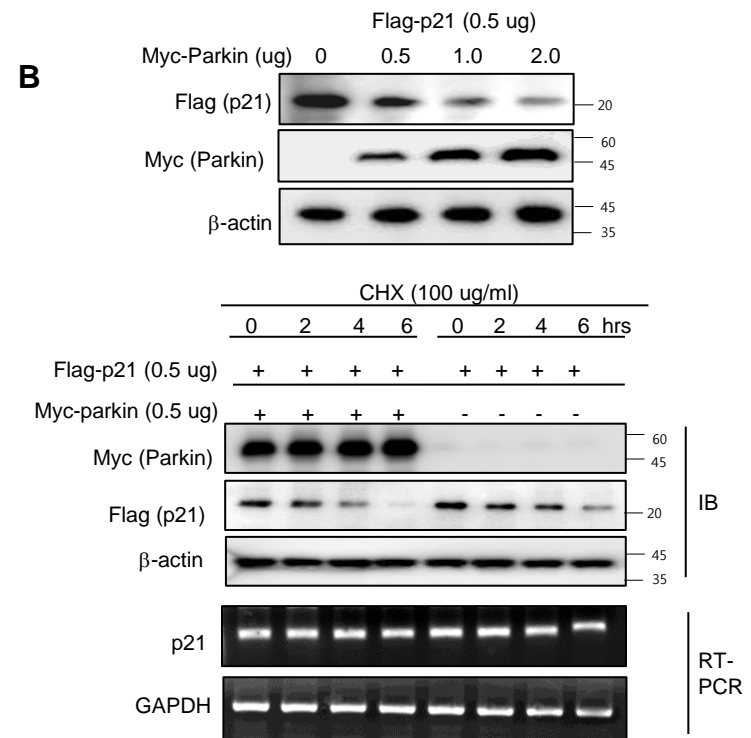 B
Flag-p21 (0.5 ug)
Myc-Parkin (ug) 0 0.5 1.0 2.0
Flag (p21) 20
Myc (Parkin) 60 45
β-actin 45 35
CHX (100 ug/ml)
0 2 4 6 0 2 4 6 hrs
Flag-p21 (0.5 ug) + + + + + + + +
Myc-parkin (0.5 ug) + + + + - - - -
Myc (Parkin) 60 45
Flag (p21) 20
IB
β-actin 45 35
p21
RT-
PCR
GAPDH